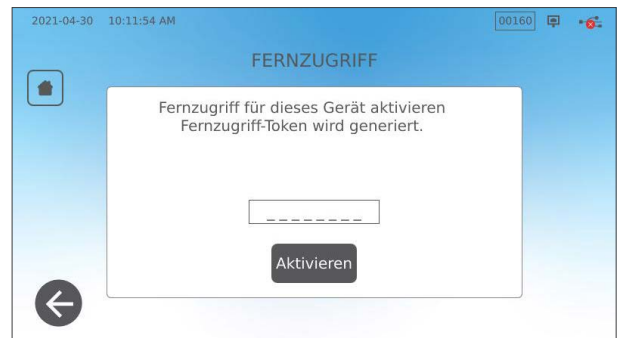 2021-04-30 10:11:54 AM 00160
FERNZUGRIFF
Fernzugriff für dieses Gerät aktivieren
Fernzugriff-Token wird generiert.
_ _ _ _ _ _ _ _
Aktivieren